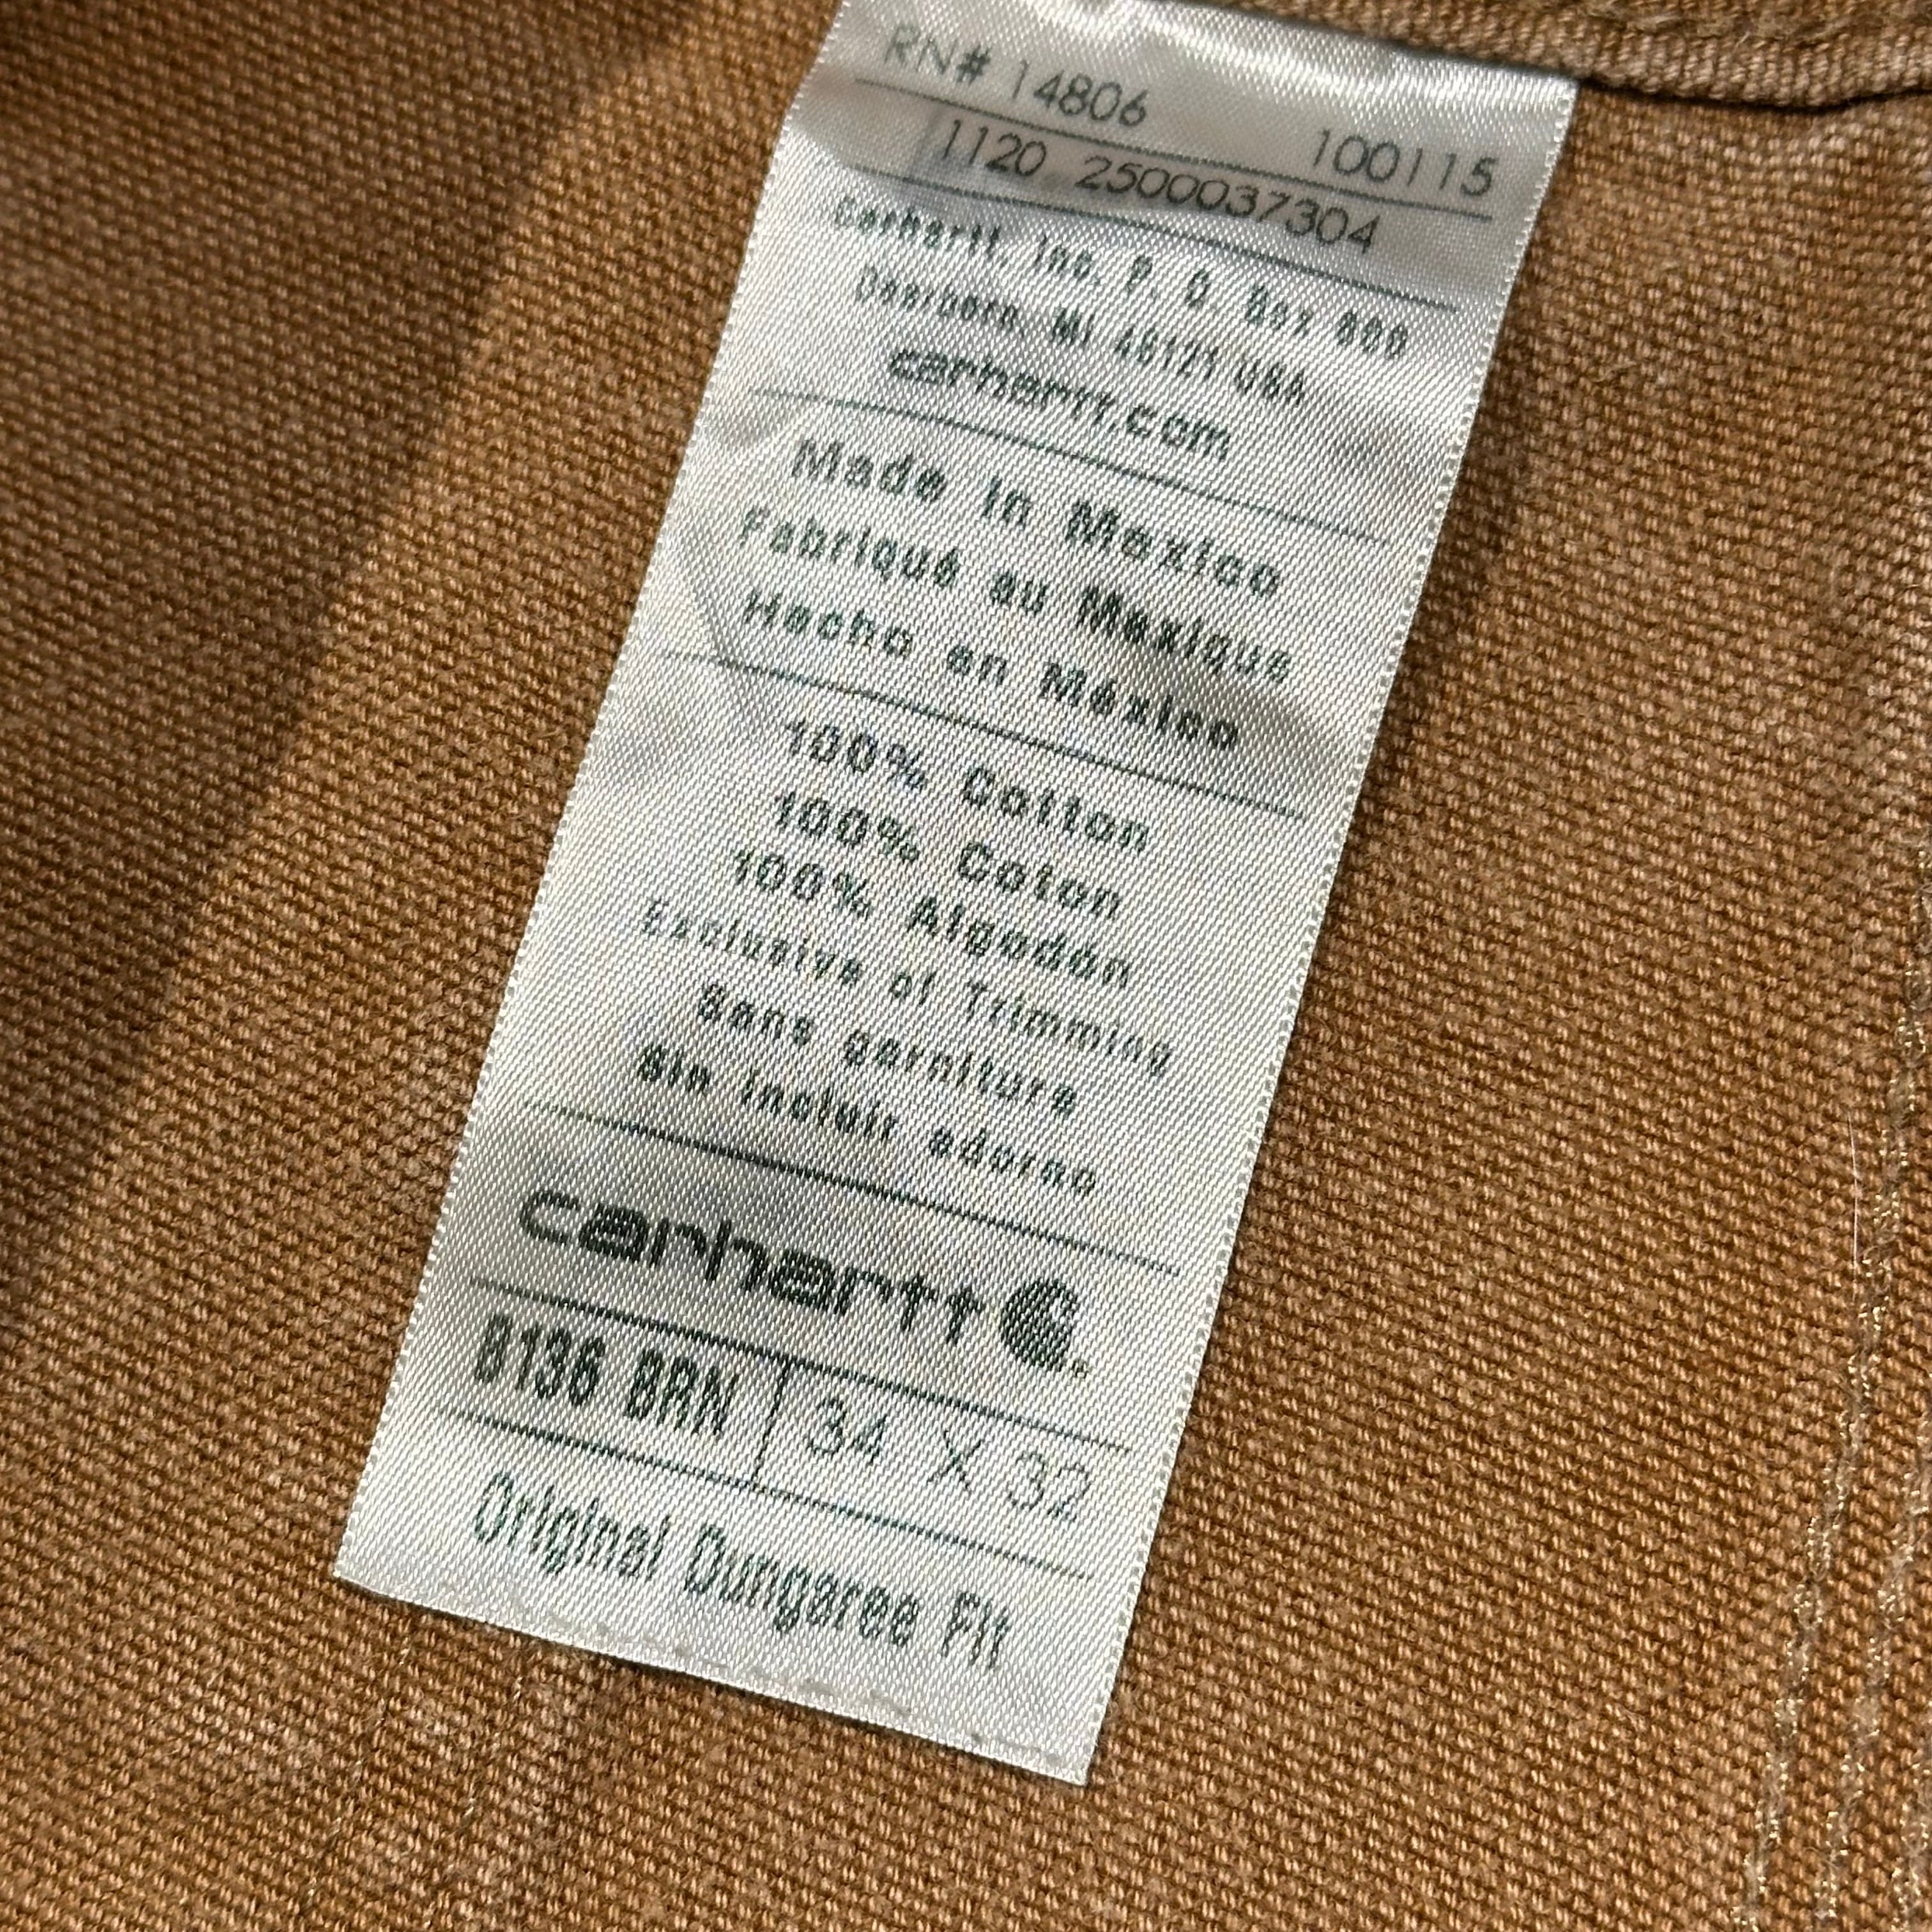 RN# 14806 100115
1120 2500037304
Carhartt, Inc. P. O Box 600
Dearborn, MI 48121 USA
carhartt.com
Made in Mexico
Fabriqué au Mexique
Hecho en México
100% Cotton
100% Coton
100% Algodón
Exclusive of Trimming
Sans garniture
Sin incluir adorno
carhartt
B136 BRN 34 X 32
Original Dungaree Fit